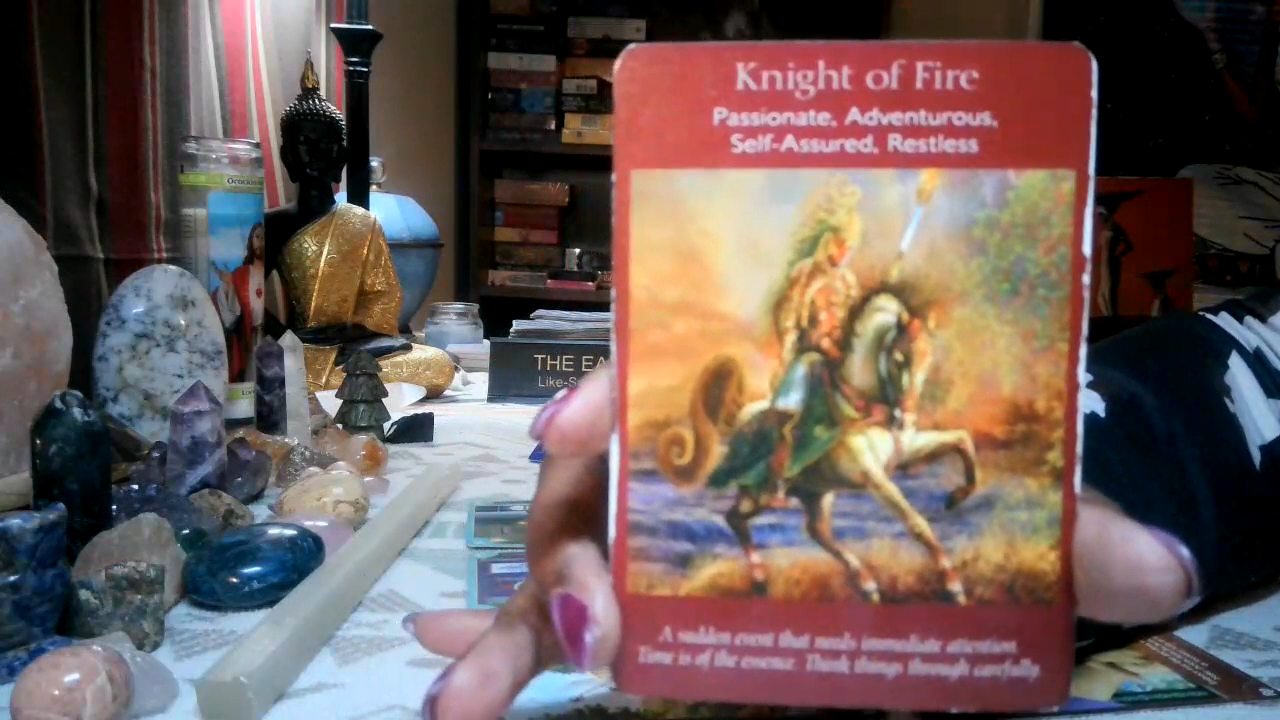 Knight of Fire
Passionate, Adventurous,
Self-Assured, Restless
A sudden event that needs immediate attention.
Time is of the essence. Think things through carefully.
THE EA
Like-S